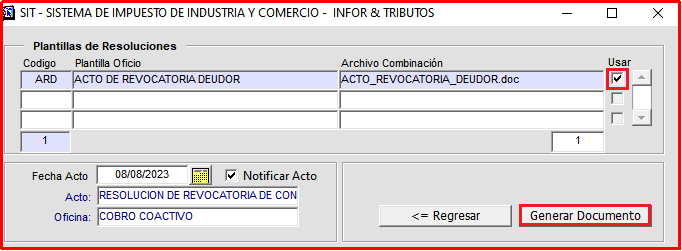 SIT - SISTEMA DE IMPUESTO DE INDUSTRIA Y COMERCIO - INFOR & TRIBUTOS
Plantillas de Resoluciones
Codigo Plantilla Oficio Archivo Combinación Usar
ARD ACTO DE REVOCATORIA DEUDOR ACTO_REVOCATORIA_DEUDOR.doc
1 1
Fecha Acto 08/08/2023 Notificar Acto
Acto: RESOLUCION DE REVOCATORIA DE CON
Oficina: COBRO COACTIVO
<= Regresar Generar Documento